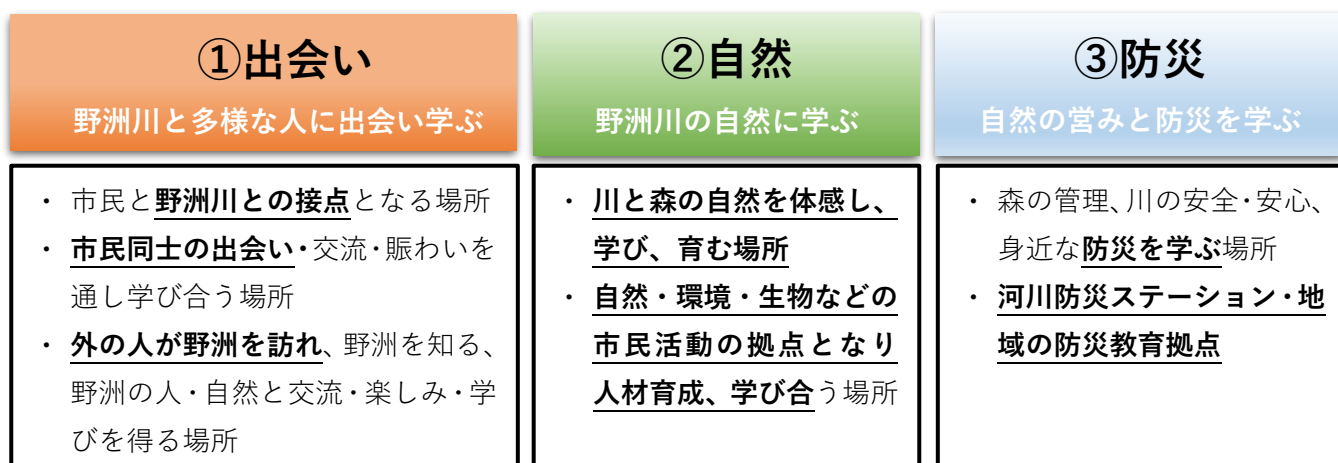 ①出会い
野洲川と多様な人に出会い学ぶ
・ 市民と野洲川との接点となる場所
・ 市民同士の出会い・交流・賑わいを
通し学び合う場所
・ 外の人が野洲を訪れ、野洲を知る、
野洲の人・自然と交流・楽しみ・学
びを得る場所
②自然
野洲川の自然に学ぶ
・ 川と森の自然を体感し、
学び、育む場所
・ 自然・環境・生物などの
市民活動の拠点となり
人材育成、学び合う場所
③防災
自然の営みと防災を学ぶ
・ 森の管理、川の安全・安心、
身近な防災を学ぶ場所
・ 河川防災ステーション・地
域の防災教育拠点